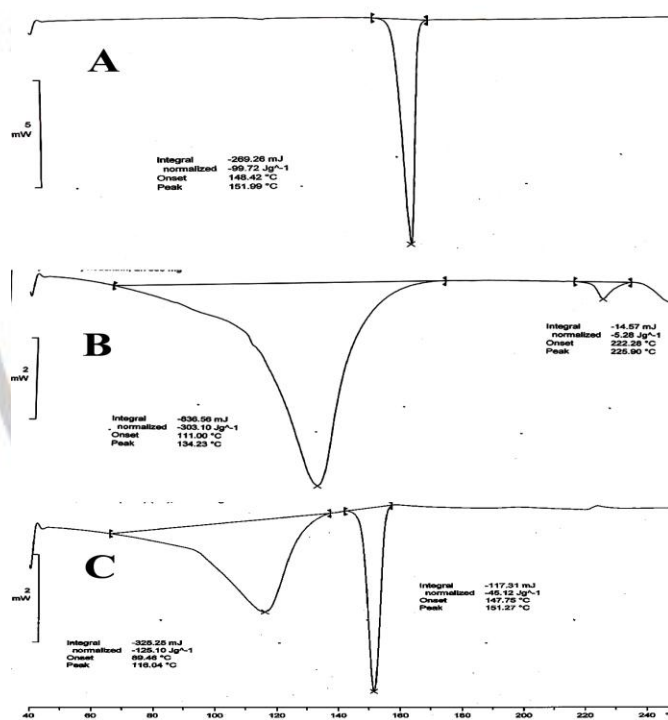 A
5
mW
Integral -269.26 mJ
normalized -99.72 Jg^-1
Onset 148.42 °C
Peak 151.99 °C
B
2
mW
Integral -14.57 mJ
normalized -5.28 Jg^-1
Onset 222.28 °C
Peak 225.90 °C
Integral -836.56 mJ
normalized -303.10 Jg^-1
Onset 111.00 °C
Peak 134.23 °C
C
2
mW
Integral -117.31 mJ
normalized -45.12 Jg^-1
Onset 147.75 °C
Peak 151.27 °C
Integral -325.25 mJ
normalized -125.10 Jg^-1
Onset 89.46 °C
Peak 116.04 °C
40 60 80 100 120 140 160 180 200 220 240